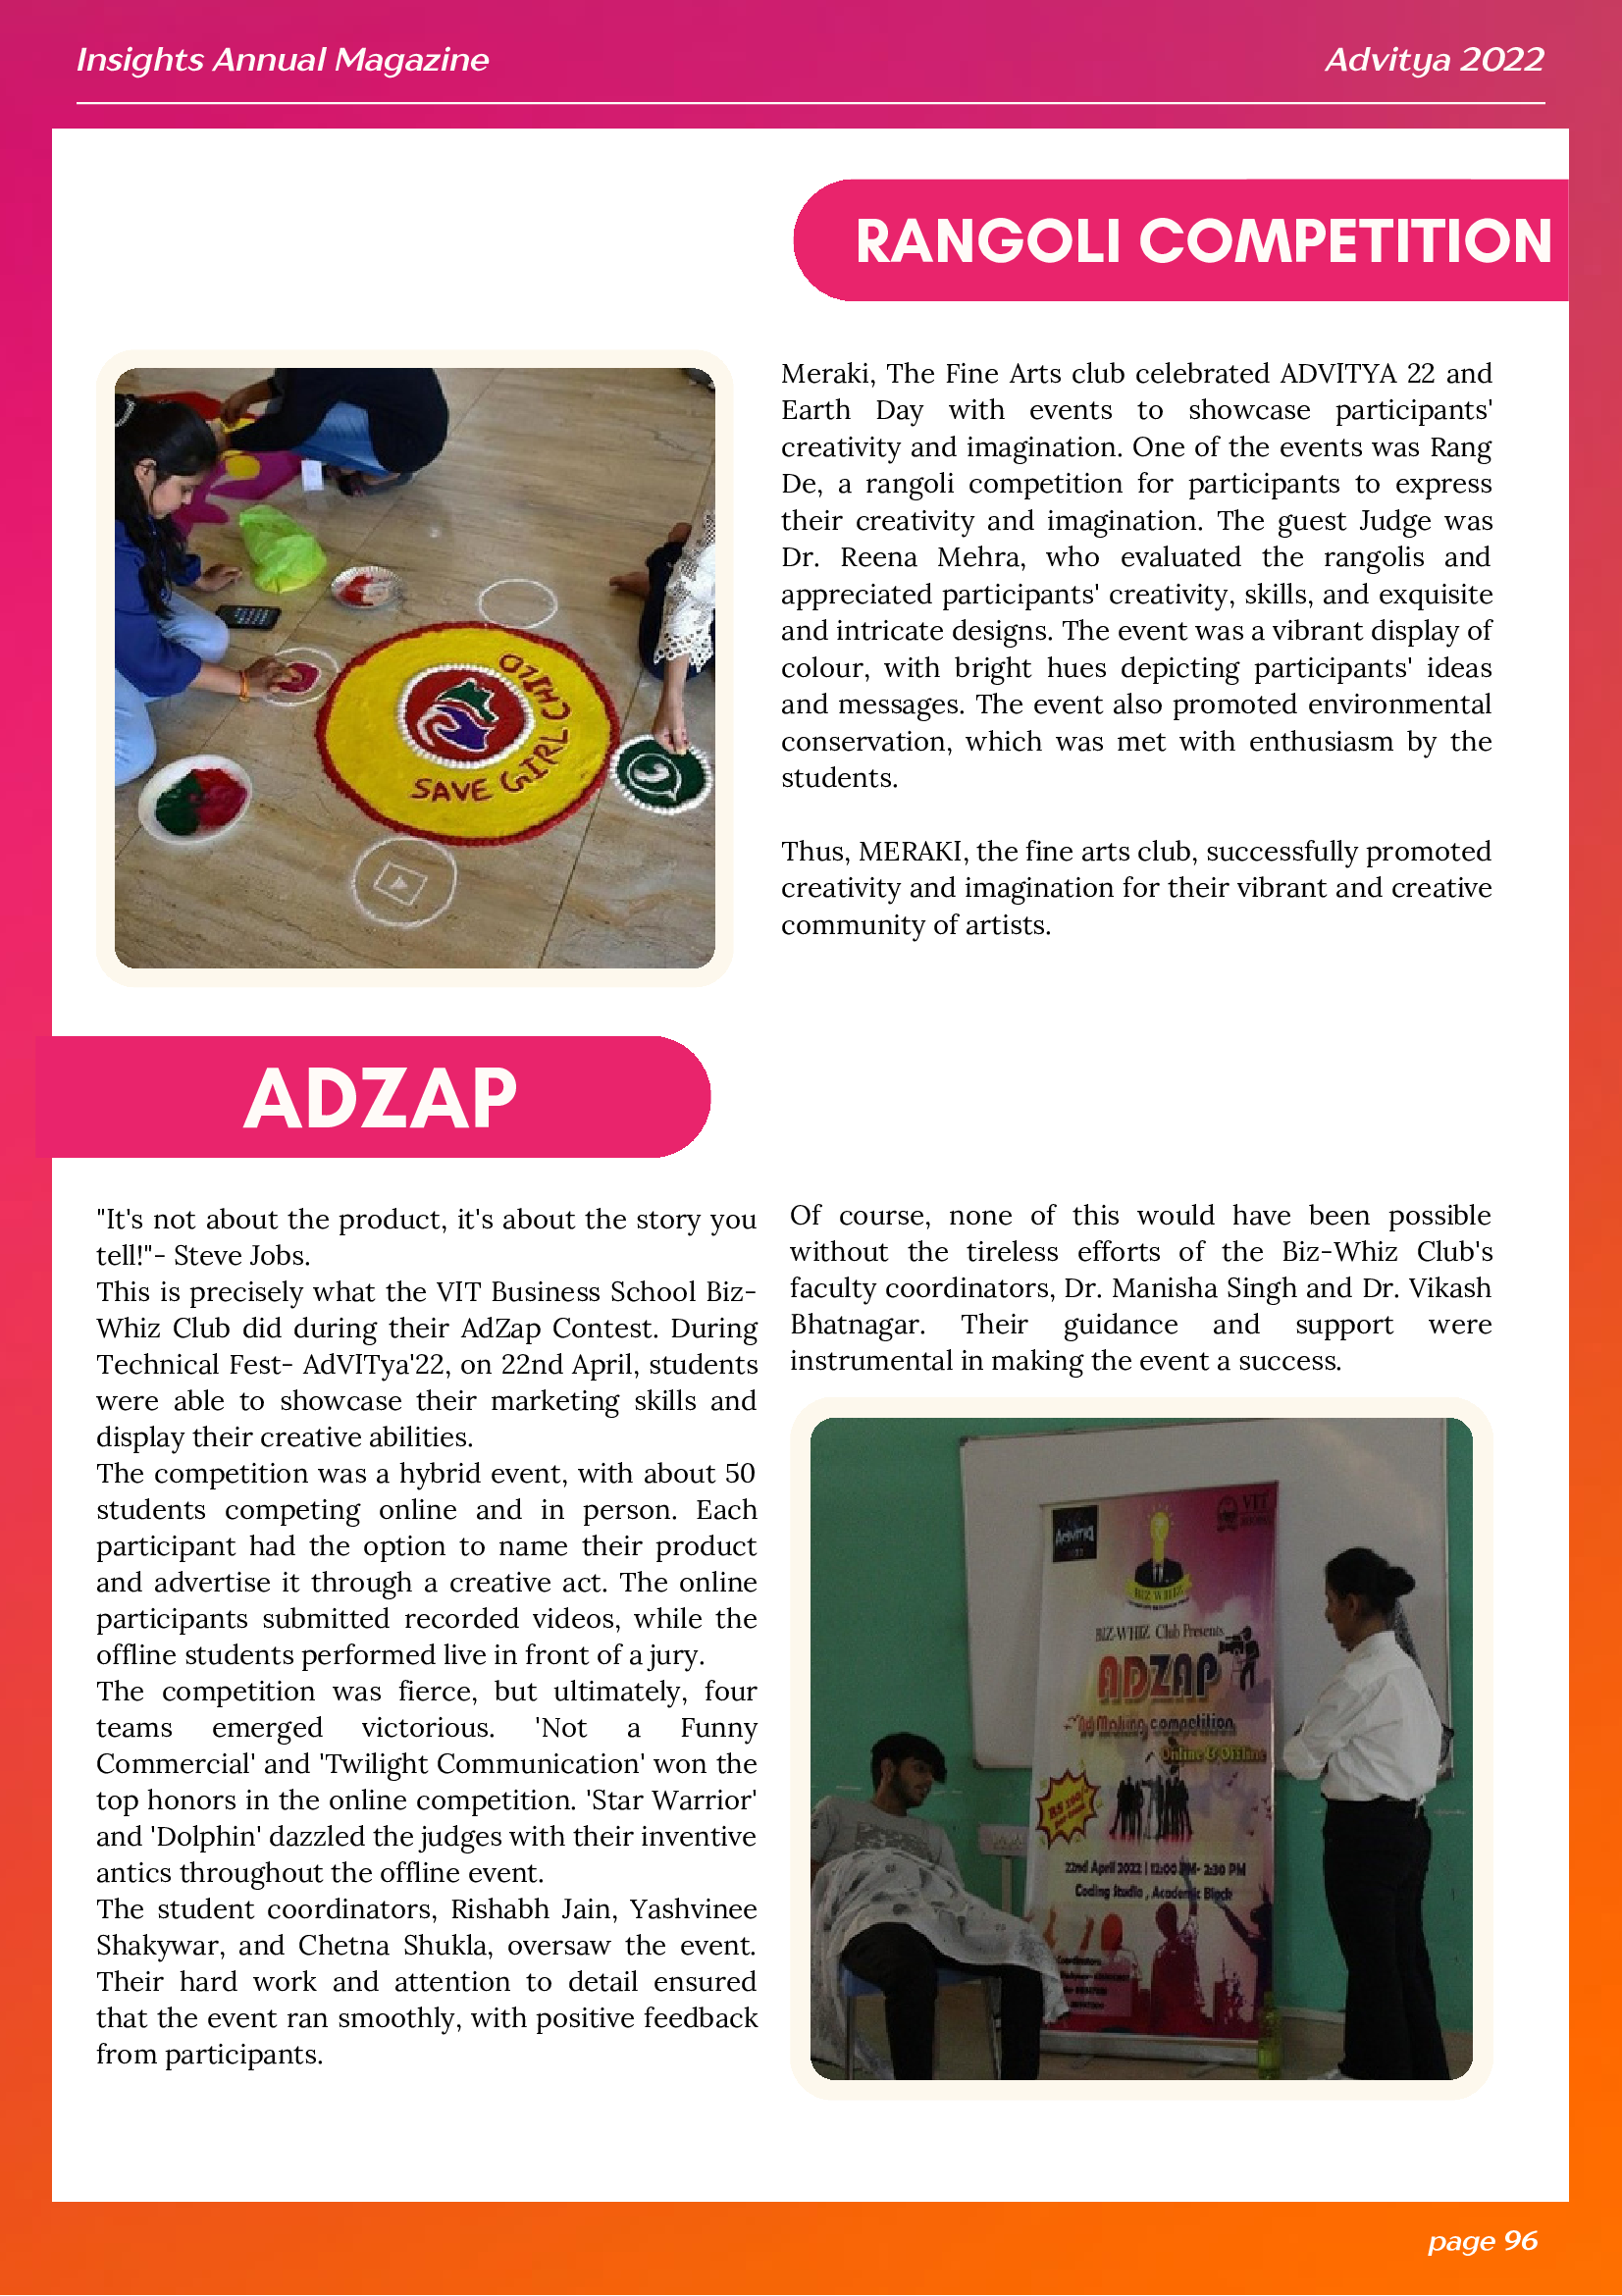 Insights Annual Magazine
Advitya 2022
RANGOLI COMPETITION
SAVE GIRL CHILD
Meraki, The Fine Arts club celebrated ADVITYA 22 and
Earth Day with events to showcase participants'
creativity and imagination. One of the events was Rang
De, a rangoli competition for participants to express
their creativity and imagination. The guest Judge was
Dr. Reena Mehra, who evaluated the rangolis and
appreciated participants' creativity, skills, and exquisite
and intricate designs. The event was a vibrant display of
colour, with bright hues depicting participants' ideas
and messages. The event also promoted environmental
conservation, which was met with enthusiasm by the
students.
Thus, MERAKI, the fine arts club, successfully promoted
creativity and imagination for their vibrant and creative
community of artists.
ADZAP
"It's not about the product, it's about the story you
tell!"- Steve Jobs.
This is precisely what the VIT Business School Biz-
Whiz Club did during their AdZap Contest. During
Technical Fest- AdVITya'22, on 22nd April, students
were able to showcase their marketing skills and
display their creative abilities.
The competition was a hybrid event, with about 50
students competing online and in person. Each
participant had the option to name their product
and advertise it through a creative act. The online
participants submitted recorded videos, while the
offline students performed live in front of a jury.
The competition was fierce, but ultimately, four
teams emerged victorious. 'Not a Funny
Commercial' and 'Twilight Communication' won the
top honors in the online competition. 'Star Warrior'
and 'Dolphin' dazzled the judges with their inventive
antics throughout the offline event.
The student coordinators, Rishabh Jain, Yashvinee
Shakywar, and Chetna Shukla, oversaw the event.
Their hard work and attention to detail ensured
that the event ran smoothly, with positive feedback
from participants.
Of course, none of this would have been possible
without the tireless efforts of the Biz-Whiz Club's
faculty coordinators, Dr. Manisha Singh and Dr. Vikash
Bhatnagar. Their guidance and support were
instrumental in making the event a success.
Advitya
VIT
BIZ WHIZ
BIZ-WHIZ Club Presents
ADZAP
Ad Making competition
Online & Offline
22nd April 2022 | 12:00 PM- 2:30 PM
Coding Studio , Academic Block
page 96